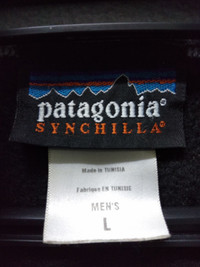 patagonia®
SYNCHILLA®
Made in TUNISIA
Fabriqué EN TUNISIE
MEN'S
L